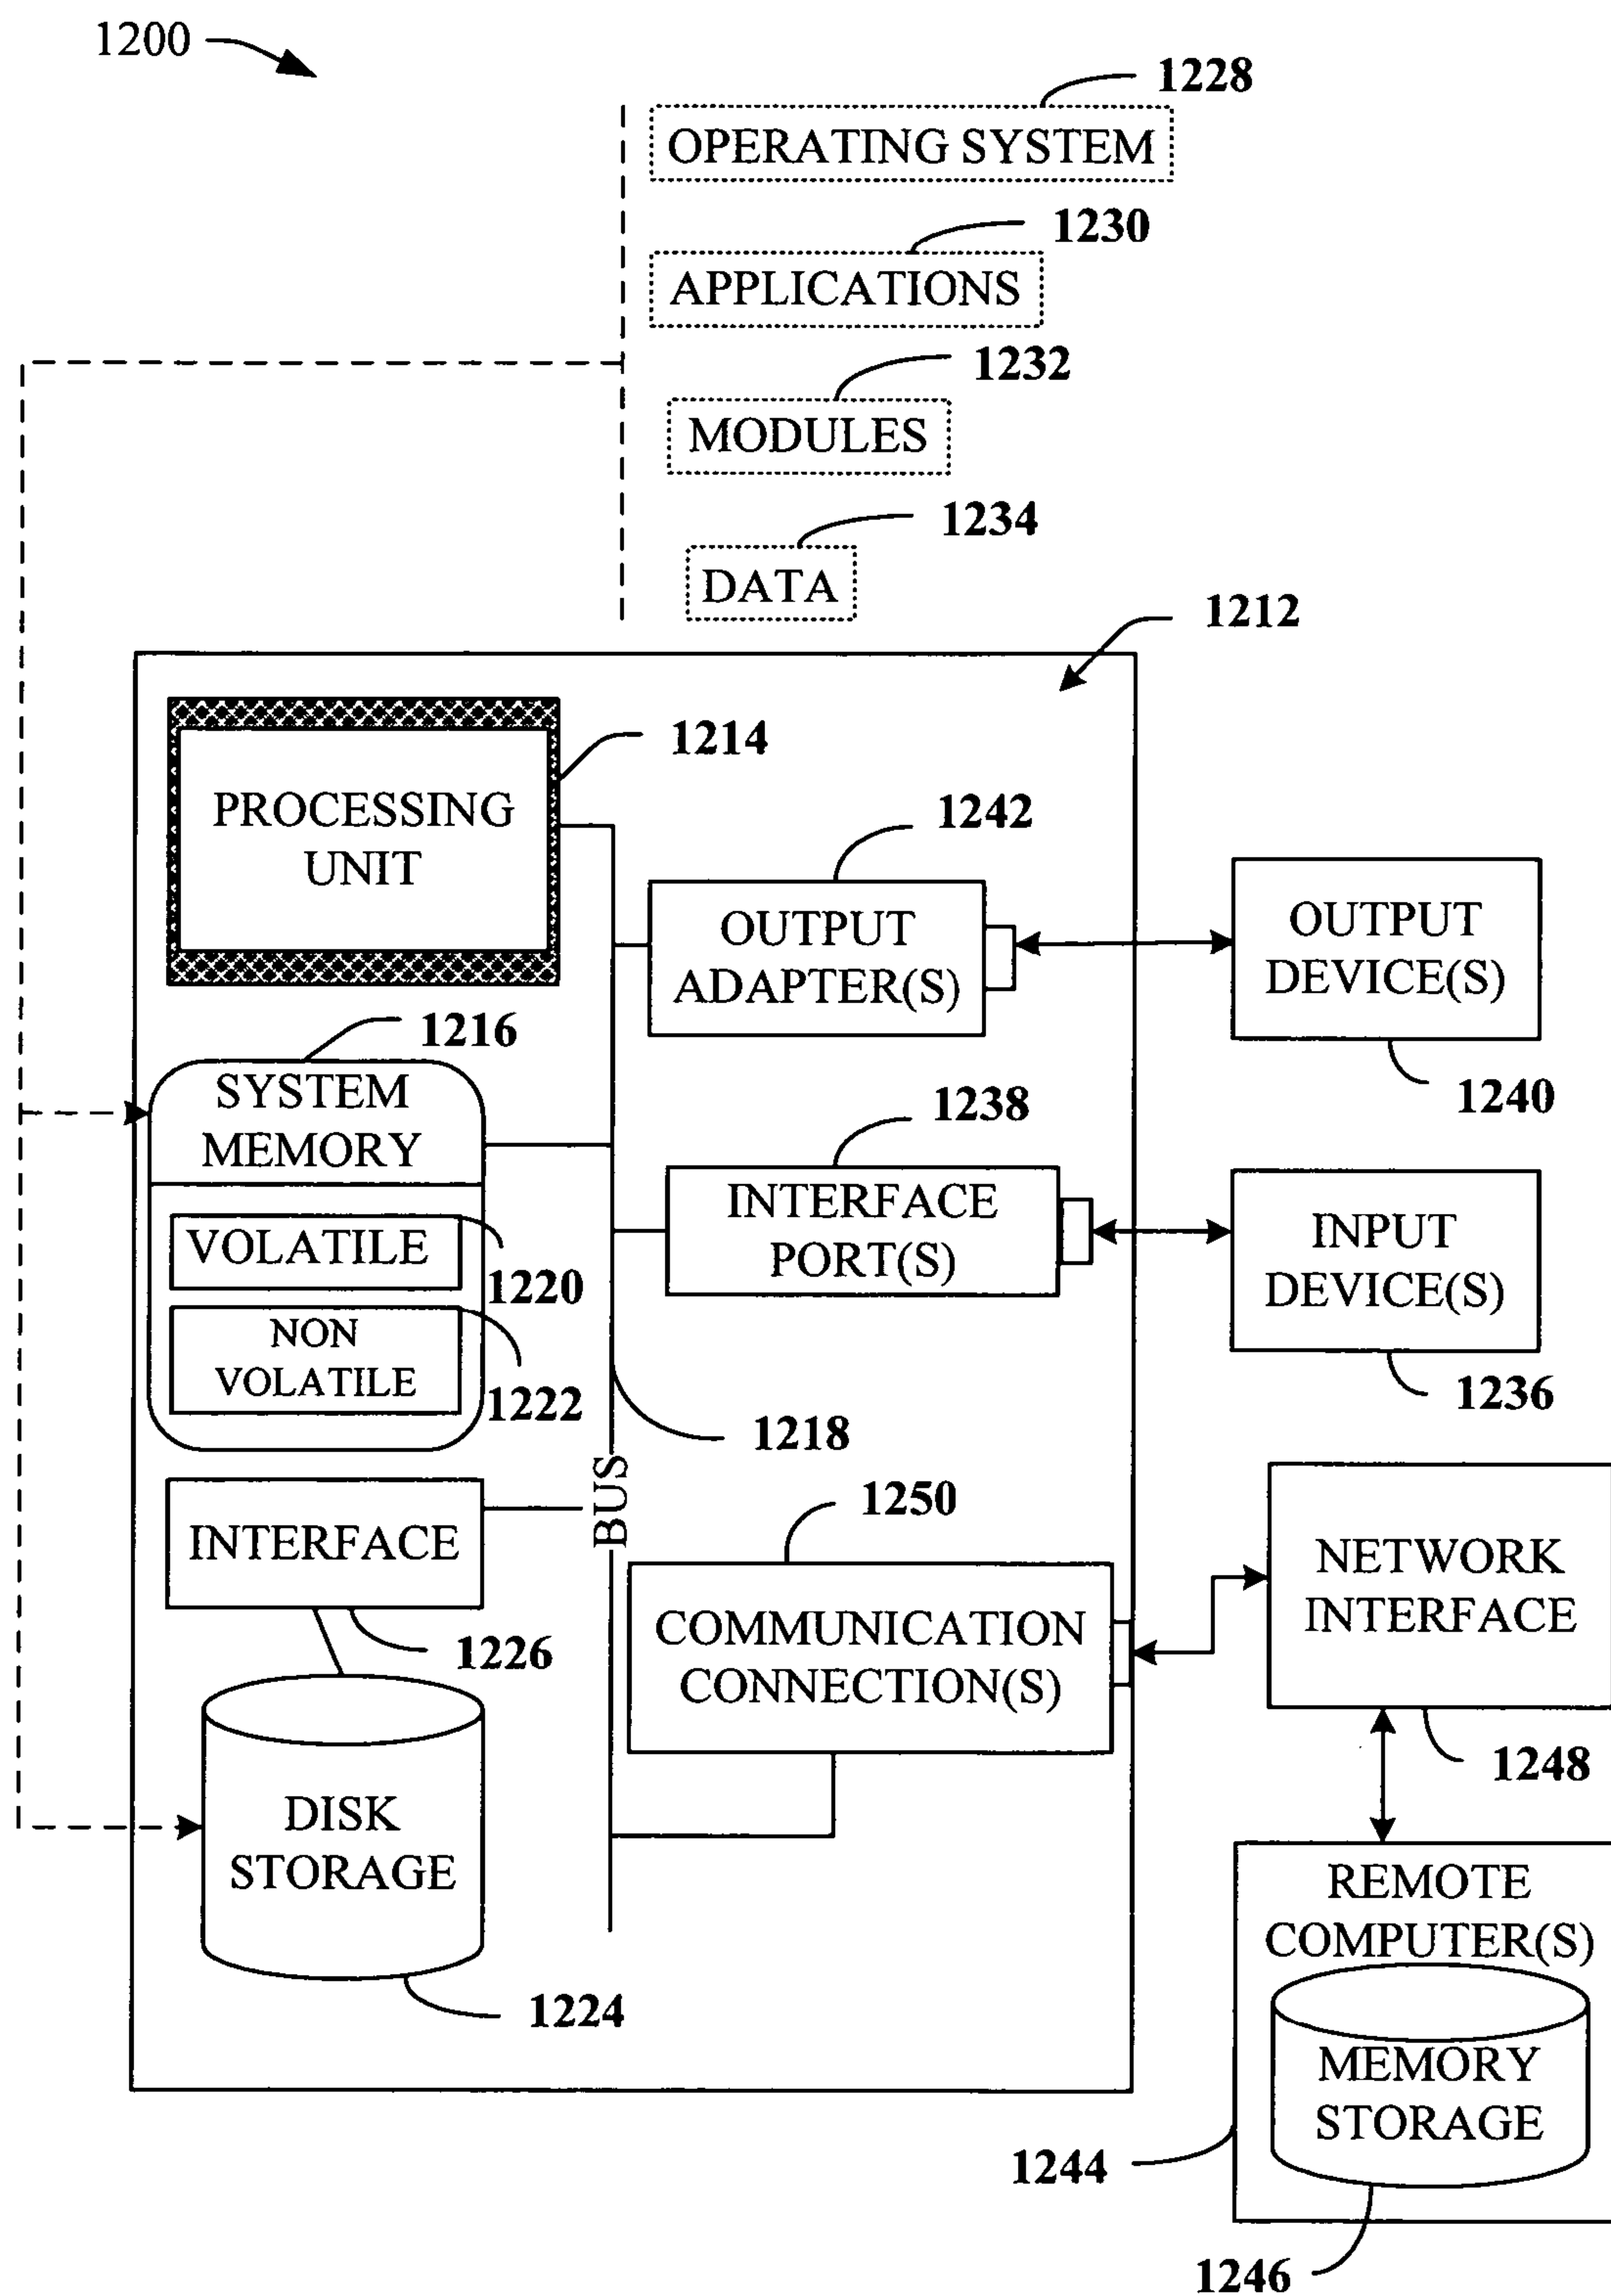 1200
1228
OPERATING SYSTEM
1230
APPLICATIONS
1232
MODULES
1234
DATA
1212
1214
PROCESSING
UNIT
1242
OUTPUT
ADAPTER(S)
OUTPUT
DEVICE(S)
1240
1216
SYSTEM
MEMORY
1238
INTERFACE
PORT(S)
INPUT
DEVICE(S)
1236
VOLATILE
1220
NON
VOLATILE
1222
1218
BUS
INTERFACE
1226
1250
COMMUNICATION
CONNECTION(S)
NETWORK
INTERFACE
1248
DISK
STORAGE
1224
REMOTE
COMPUTER(S)
MEMORY
STORAGE
1244
1246